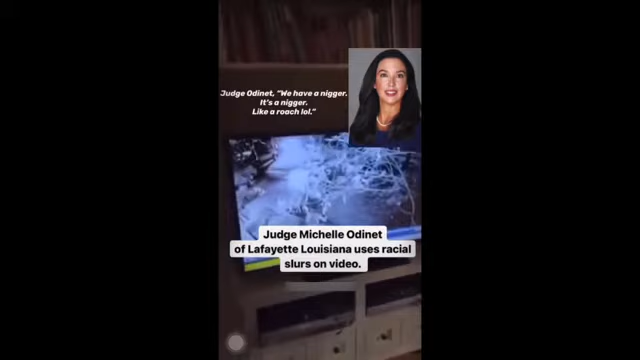 Judge Odinet, "We have a nigger.
It's a nigger.
Like a roach lol."
Judge Michelle Odinet
of Lafayette Louisiana uses racial
slurs on video.